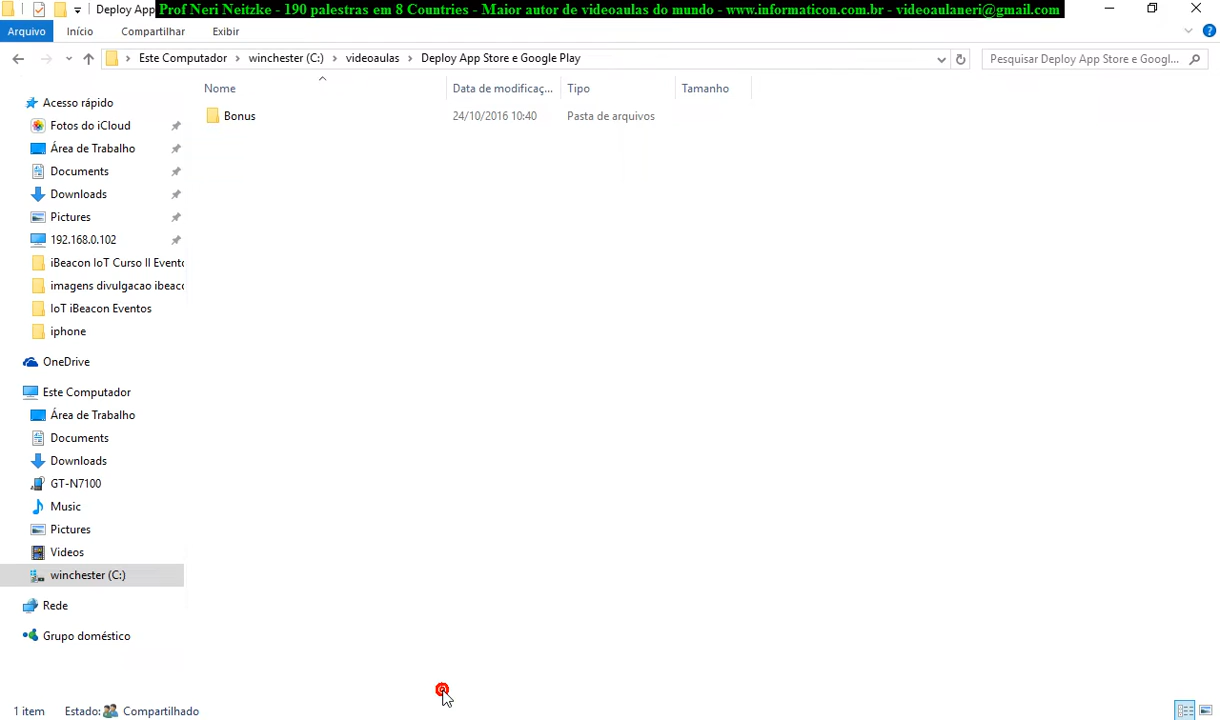 Deploy App
Prof Neri Neitzke - 190 palestras em 8 Countries - Maior autor de videoaulas do mundo - www.informaticon.com.br - videoaulaneri@gmail.com
Arquivo Início Compartilhar Exibir
Este Computador winchester (C:) videoaulas Deploy App Store e Google Play
Pesquisar Deploy App Store e Googl...
Nome Data de modificaç... Tipo Tamanho
Bonus 24/10/2016 10:40 Pasta de arquivos
Acesso rápido
Fotos do iCloud
Área de Trabalho
Documents
Downloads
Pictures
192.168.0.102
iBeacon IoT Curso II Evento
imagens divulgacao ibeaco
IoT iBeacon Eventos
iphone
OneDrive
Este Computador
Área de Trabalho
Documents
Downloads
GT-N7100
Music
Pictures
Videos
winchester (C:)
Rede
Grupo doméstico
1 item Estado: Compartilhado